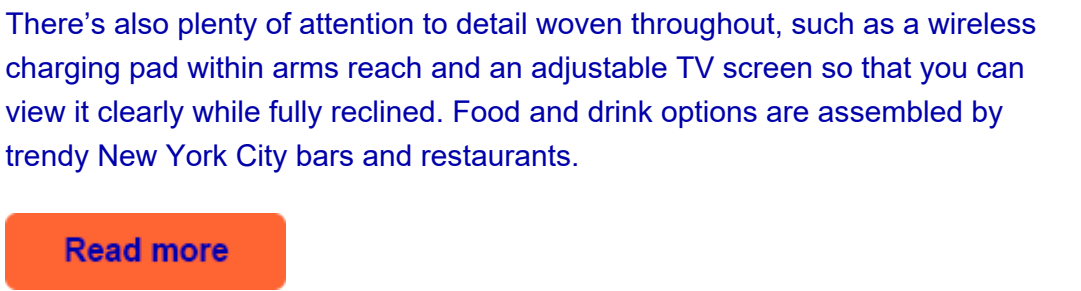 There’s also plenty of attention to detail woven throughout, such as a wireless
charging pad within arms reach and an adjustable TV screen so that you can
view it clearly while fully reclined. Food and drink options are assembled by
trendy New York City bars and restaurants.
Read more